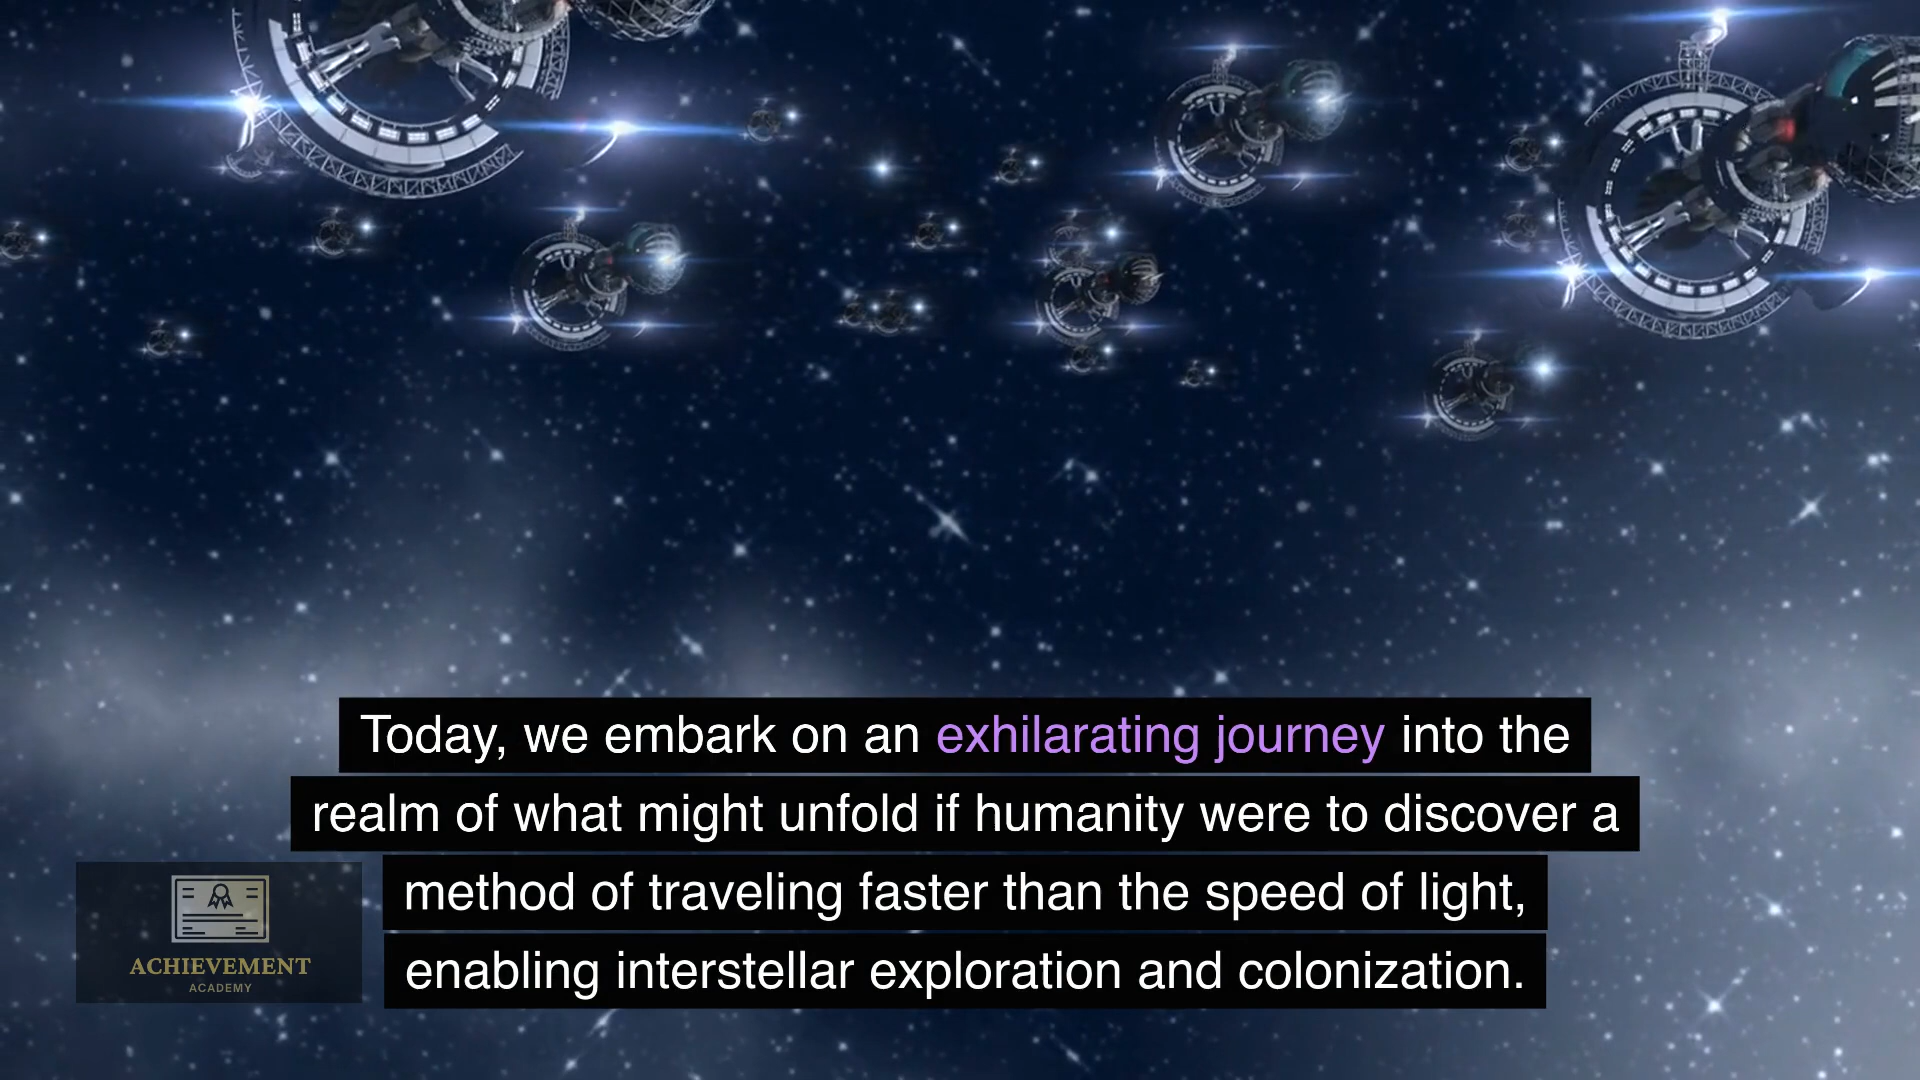 Today, we embark on an exhilarating journey into the
realm of what might unfold if humanity were to discover a
method of traveling faster than the speed of light,
enabling interstellar exploration and colonization.
ACHIEVEMENT
ACADEMY